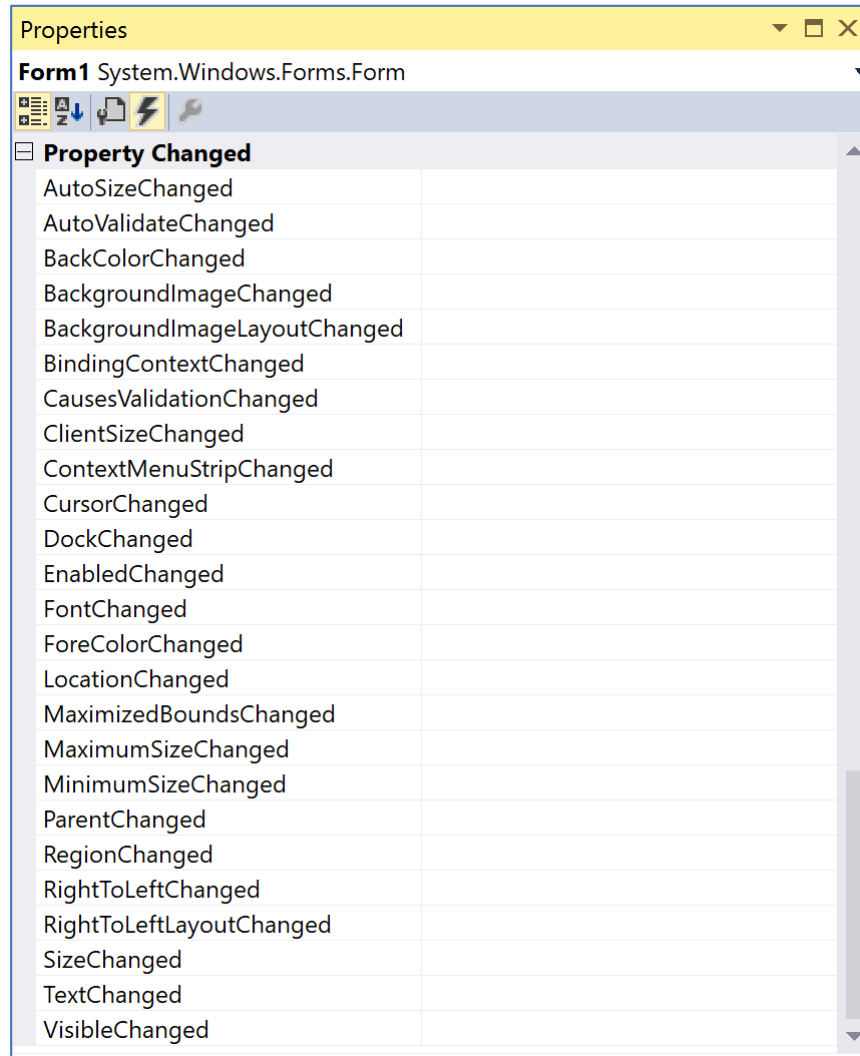 Properties
Form1 System.Windows.Forms.Form
Property Changed
AutoSizeChanged
AutoValidateChanged
BackColorChanged
BackgroundImageChanged
BackgroundImageLayoutChanged
BindingContextChanged
CausesValidationChanged
ClientSizeChanged
ContextMenuStripChanged
CursorChanged
DockChanged
EnabledChanged
FontChanged
ForeColorChanged
LocationChanged
MaximizedBoundsChanged
MaximumSizeChanged
MinimumSizeChanged
ParentChanged
RegionChanged
RightToLeftChanged
RightToLeftLayoutChanged
SizeChanged
TextChanged
VisibleChanged